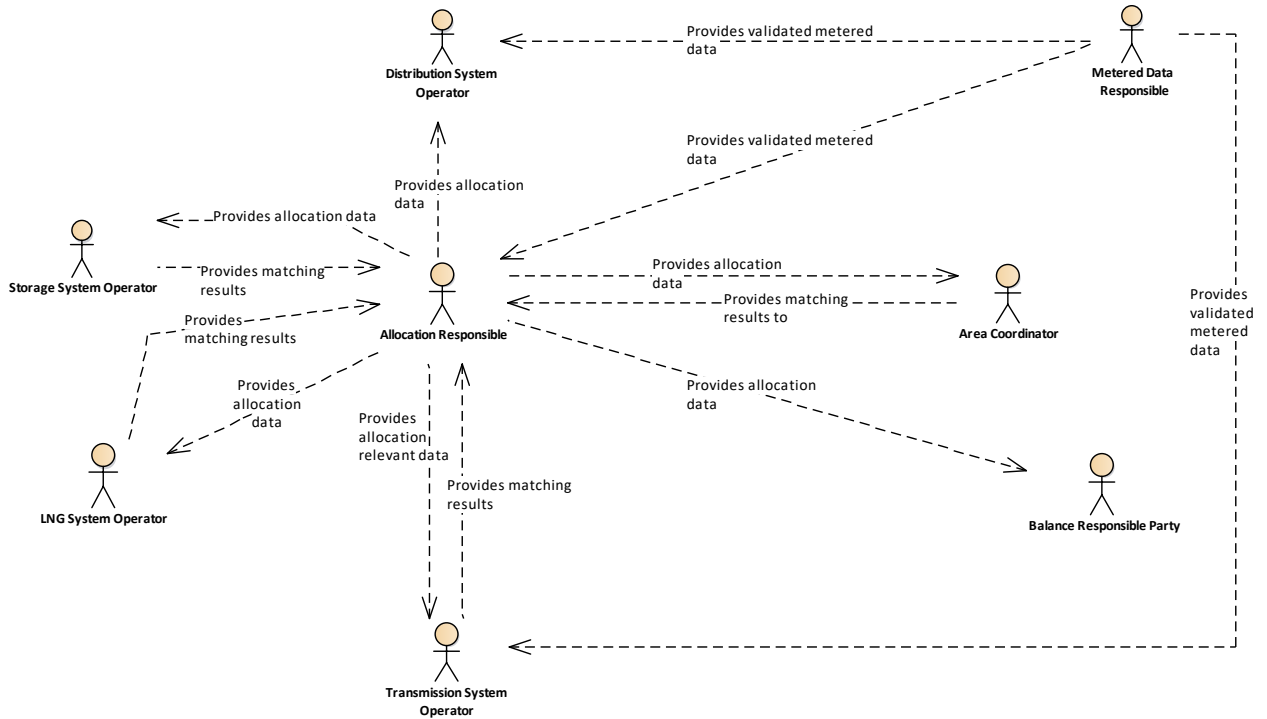 Provides validated metered
data
Distribution System
Operator
Metered Data
Responsible
Provides validated metered
data
Provides allocation
data
Provides allocation data
Storage System Operator
Provides matching
results
Provides allocation
data
Provides matching
results to
Provides
validated
metered
data
Provides
matching results
Allocation Responsible
Area Coordinator
Provides
allocation
data
Provides allocation
data
Provides
allocation
relevant data
Provides matching
results
LNG System Operator
Balance Responsible Party
Transmission System
Operator